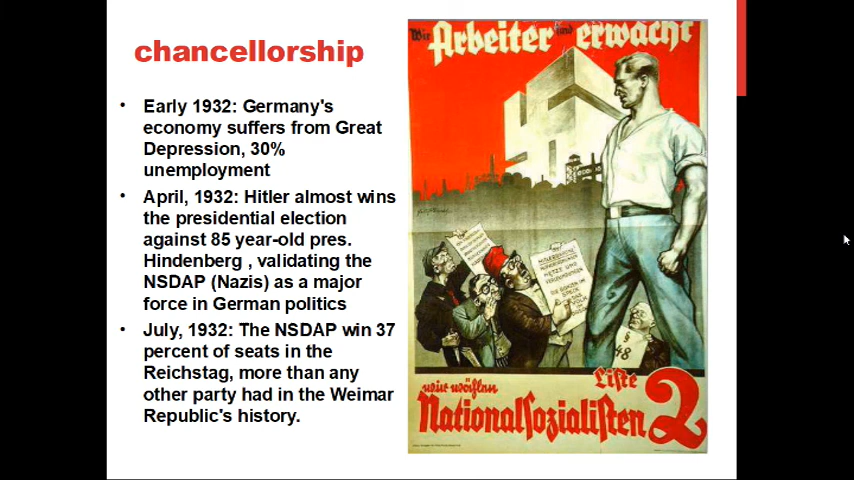 chancellorship
• Early 1932: Germany's
economy suffers from Great
Depression, 30%
unemployment
• April, 1932: Hitler almost wins
the presidential election
against 85 year-old pres.
Hindenberg , validating the
NSDAP (Nazis) as a major
force in German politics
• July, 1932: The NSDAP win 37
percent of seats in the
Reichstag, more than any
other party had in the Weimar
Republic's history.
Wir Arbeiter sind erwacht
HETZE UND
§
48
wir wählen Liste
Nationalsozialisten 2